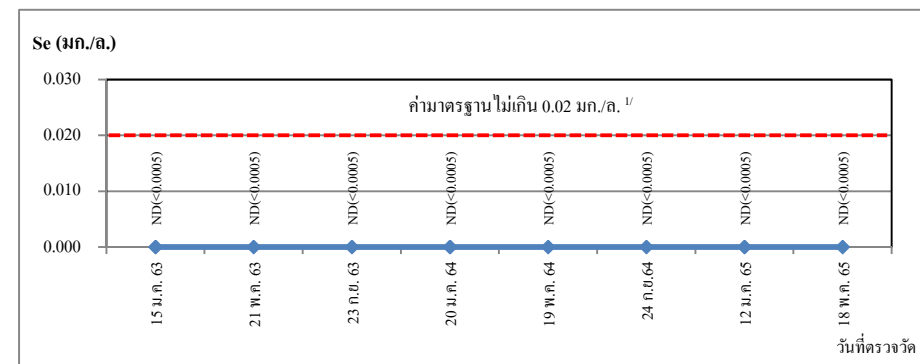 Se (มก./ล.)
0.030
ค่ามาตรฐานไม่เกิน 0.02 มก./ล. 1/
0.020
0.010
0.000
ND(<0.0005)
ND(<0.0005)
ND(<0.0005)
ND(<0.0005)
ND(<0.0005)
ND(<0.0005)
ND(<0.0005)
ND(<0.0005)
15 ม.ค. 63
21 พ.ค. 63
23 ก.ย. 63
20 ม.ค. 64
19 พ.ค. 64
24 ก.ย.64
12 ม.ค. 65
18 พ.ค. 65
วันที่ตรวจวัด